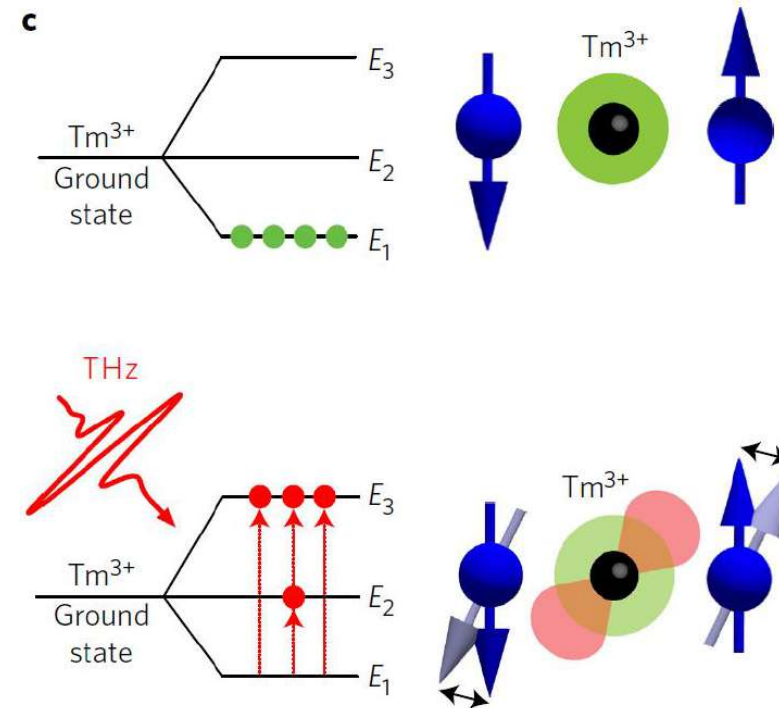 c
E₃
Tm³⁺
Tm³⁺
E₂
Ground
state
E₁
THz
E₃
Tm³⁺
Tm³⁺
E₂
Ground
state
E₁